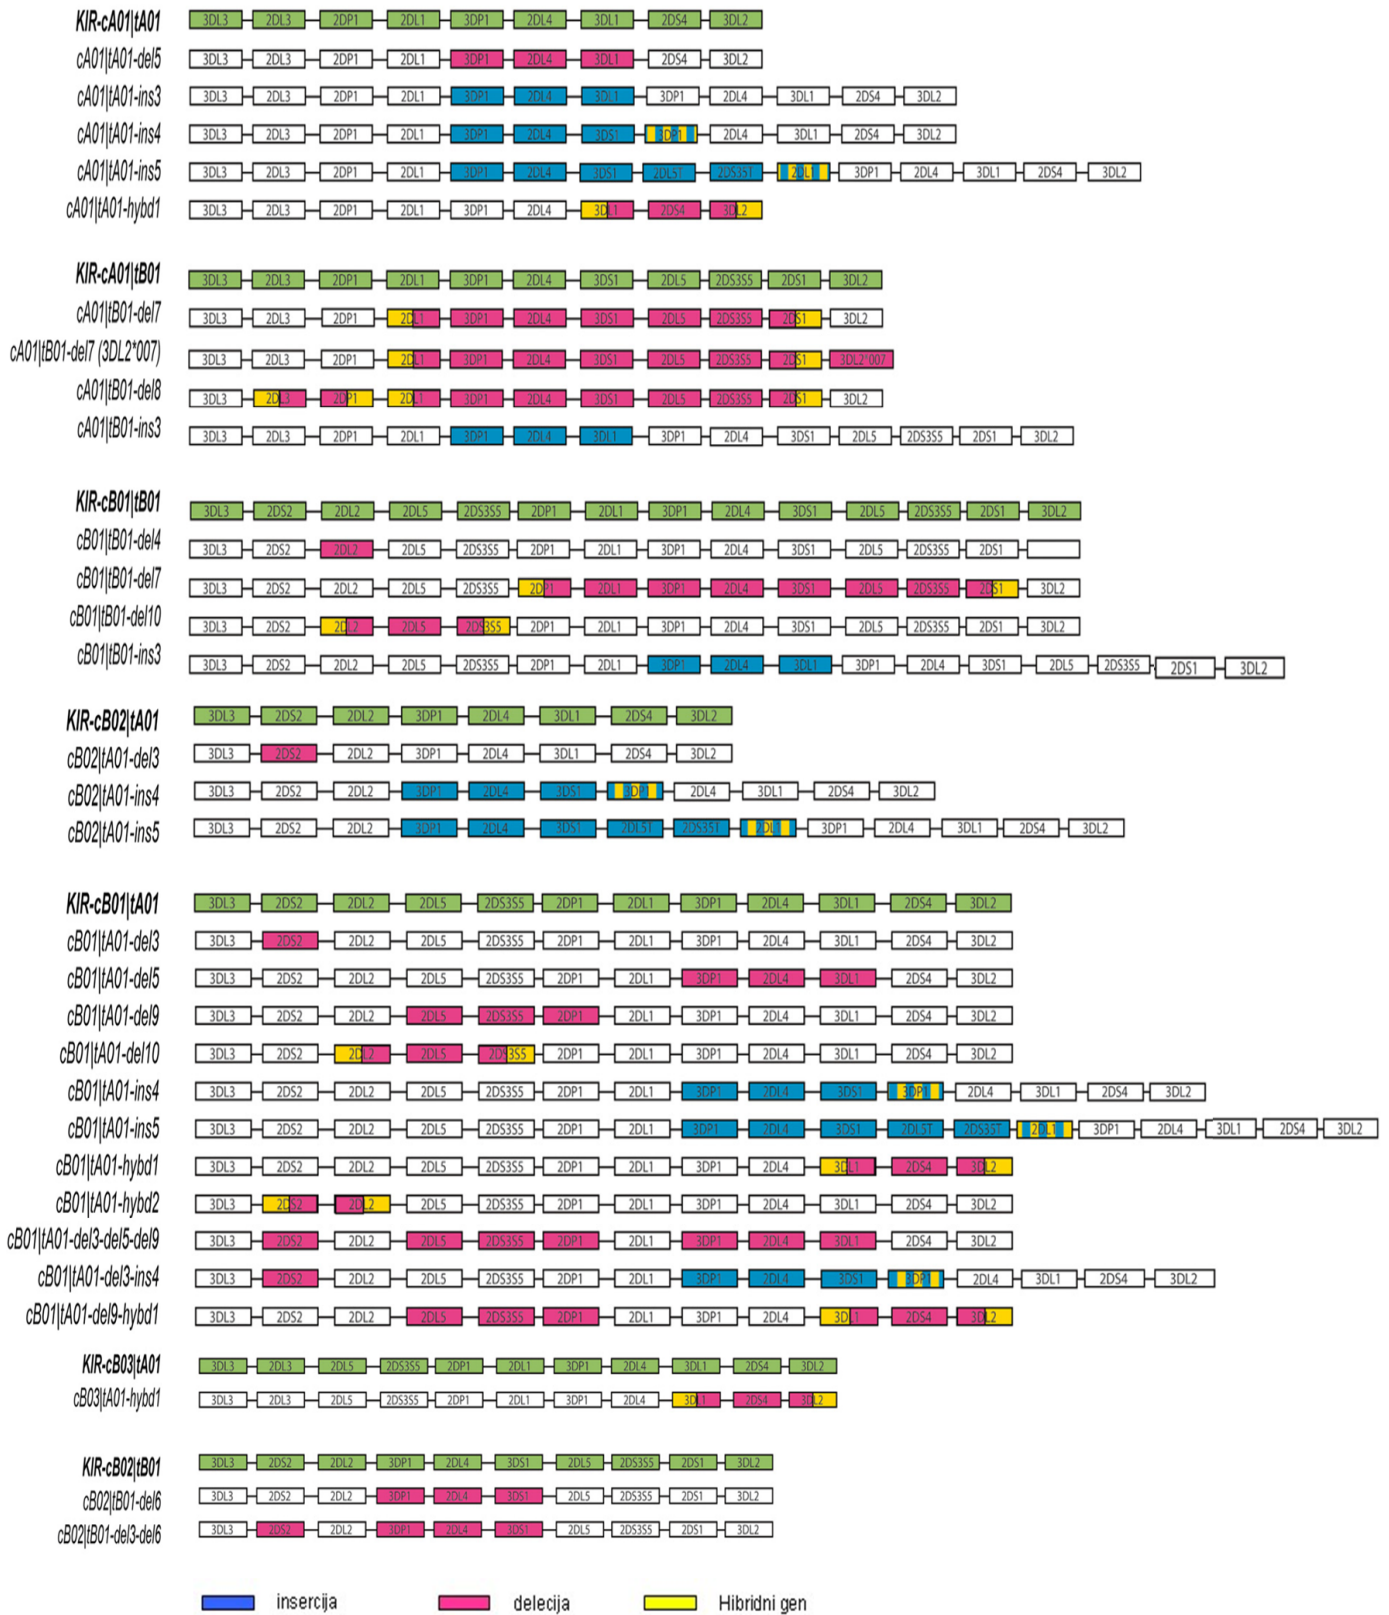 KIR-cA01|tA01 3DL3 2DL3 2DP1 2DL1 3DP1 2DL4 3DL1 2DS4 3DL2
cA01|tA01-del5 3DL3 2DL3 2DP1 2DL1 3DP1 2DL4 3DL1 2DS4 3DL2
cA01|tA01-ins3 3DL3 2DL3 2DP1 2DL1 3DP1 2DL4 3DL1 3DP1 2DL4 3DL1 2DS4 3DL2
cA01|tA01-ins4 3DL3 2DL3 2DP1 2DL1 3DP1 2DL4 3DS1 3DP1 2DL4 3DL1 2DS4 3DL2
cA01|tA01-ins5 3DL3 2DL3 2DP1 2DL1 3DP1 2DL4 3DS1 2DL5T 2DS35T 2DL1 3DP1 2DL4 3DL1 2DS4 3DL2
cA01|tA01-hybd1 3DL3 2DL3 2DP1 2DL1 3DP1 2DL4 3DL1 2DS4 3DL2
KIR-cA01|tB01 3DL3 2DL3 2DP1 2DL1 3DP1 2DL4 3DS1 2DL5 2DS3S5 2DS1 3DL2
cA01|tB01-del7 3DL3 2DL3 2DP1 2DL1 3DP1 2DL4 3DS1 2DL5 2DS3S5 2DS1 3DL2
cA01|tB01-del7 (3DL2*007) 3DL3 2DL3 2DP1 2DL1 3DP1 2DL4 3DS1 2DL5 2DS3S5 2DS1 3DL2*007
cA01|tB01-del8 3DL3 2DL3 2DP1 2DL1 3DP1 2DL4 3DS1 2DL5 2DS3S5 2DS1 3DL2
cA01|tB01-ins3 3DL3 2DL3 2DP1 2DL1 3DP1 2DL4 3DL1 3DP1 2DL4 3DS1 2DL5 2DS3S5 2DS1 3DL2
KIR-cB01|tB01 3DL3 2DS2 2DL2 2DL5 2DS3S5 2DP1 2DL1 3DP1 2DL4 3DS1 2DL5 2DS3S5 2DS1 3DL2
cB01|tB01-del4 3DL3 2DS2 2DL2 2DL5 2DS3S5 2DP1 2DL1 3DP1 2DL4 3DS1 2DL5 2DS3S5 2DS1
cB01|tB01-del7 3DL3 2DS2 2DL2 2DL5 2DS3S5 2DP1 2DL1 3DP1 2DL4 3DS1 2DL5 2DS3S5 2DS1 3DL2
cB01|tB01-del10 3DL3 2DS2 2DL2 2DL5 2DS3S5 2DP1 2DL1 3DP1 2DL4 3DS1 2DL5 2DS3S5 2DS1 3DL2
cB01|tB01-ins3 3DL3 2DS2 2DL2 2DL5 2DS3S5 2DP1 2DL1 3DP1 2DL4 3DL1 3DP1 2DL4 3DS1 2DL5 2DS3S5 2DS1 3DL2
KIR-cB02|tA01 3DL3 2DS2 2DL2 3DP1 2DL4 3DL1 2DS4 3DL2
cB02|tA01-del3 3DL3 2DS2 2DL2 3DP1 2DL4 3DL1 2DS4 3DL2
cB02|tA01-ins4 3DL3 2DS2 2DL2 3DP1 2DL4 3DS1 3DP1 2DL4 3DL1 2DS4 3DL2
cB02|tA01-ins5 3DL3 2DS2 2DL2 3DP1 2DL4 3DS1 2DL5T 2DS35T 2DL1 3DP1 2DL4 3DL1 2DS4 3DL2
KIR-cB01|tA01 3DL3 2DS2 2DL2 2DL5 2DS3S5 2DP1 2DL1 3DP1 2DL4 3DL1 2DS4 3DL2
cB01|tA01-del3 3DL3 2DS2 2DL2 2DL5 2DS3S5 2DP1 2DL1 3DP1 2DL4 3DL1 2DS4 3DL2
cB01|tA01-del5 3DL3 2DS2 2DL2 2DL5 2DS3S5 2DP1 2DL1 3DP1 2DL4 3DL1 2DS4 3DL2
cB01|tA01-del9 3DL3 2DS2 2DL2 2DL5 2DS3S5 2DP1 2DL1 3DP1 2DL4 3DL1 2DS4 3DL2
cB01|tA01-del10 3DL3 2DS2 2DL2 2DL5 2DS3S5 2DP1 2DL1 3DP1 2DL4 3DL1 2DS4 3DL2
cB01|tA01-ins4 3DL3 2DS2 2DL2 2DL5 2DS3S5 2DP1 2DL1 3DP1 2DL4 3DS1 3DP1 2DL4 3DL1 2DS4 3DL2
cB01|tA01-ins5 3DL3 2DS2 2DL2 2DL5 2DS3S5 2DP1 2DL1 3DP1 2DL4 3DS1 2DL5T 2DS35T 2DL1 3DP1 2DL4 3DL1 2DS4 3DL2
cB01|tA01-hybd1 3DL3 2DS2 2DL2 2DL5 2DS3S5 2DP1 2DL1 3DP1 2DL4 3DL1 2DS4 3DL2
cB01|tA01-hybd2 3DL3 2DS2 2DL2 2DL5 2DS3S5 2DP1 2DL1 3DP1 2DL4 3DL1 2DS4 3DL2
cB01|tA01-del3-del5-del9 3DL3 2DS2 2DL2 2DL5 2DS3S5 2DP1 2DL1 3DP1 2DL4 3DL1 2DS4 3DL2
cB01|tA01-del3-ins4 3DL3 2DS2 2DL2 2DL5 2DS3S5 2DP1 2DL1 3DP1 2DL4 3DS1 3DP1 2DL4 3DL1 2DS4 3DL2
cB01|tA01-del9-hybd1 3DL3 2DS2 2DL2 2DL5 2DS3S5 2DP1 2DL1 3DP1 2DL4 3DL1 2DS4 3DL2
KIR-cB03|tA01 3DL3 2DL3 2DL5 2DS3S5 2DP1 2DL1 3DP1 2DL4 3DL1 2DS4 3DL2
cB03|tA01-hybd1 3DL3 2DL3 2DL5 2DS3S5 2DP1 2DL1 3DP1 2DL4 3DL1 2DS4 3DL2
KIR-cB02|tB01 3DL3 2DS2 2DL2 3DP1 2DL4 3DS1 2DL5 2DS3S5 2DS1 3DL2
cB02|tB01-del6 3DL3 2DS2 2DL2 3DP1 2DL4 3DS1 2DL5 2DS3S5 2DS1 3DL2
cB02|tB01-del3-del6 3DL3 2DS2 2DL2 3DP1 2DL4 3DS1 2DL5 2DS3S5 2DS1 3DL2
insercija delecija Hibridni gen